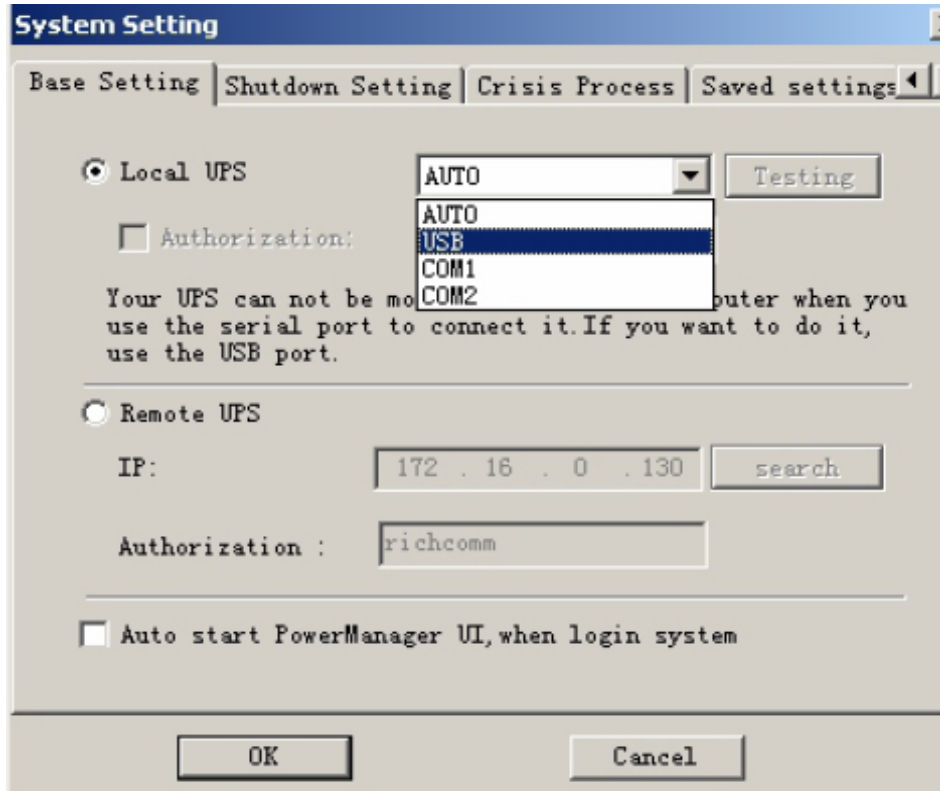 System Setting
Base Setting Shutdown Setting Crisis Process Saved settings
Local UPS AUTO Testing
AUTO
Authorization: USB
COM1
COM2
Your UPS can not be when you
use the serial port to connect it.If you want to do it,
use the USB port.
Remote UPS
IP: 172 . 16 . 0 . 130 search
Authorization : richcomm
Auto start PowerManager UI,when login system
OK Cancel